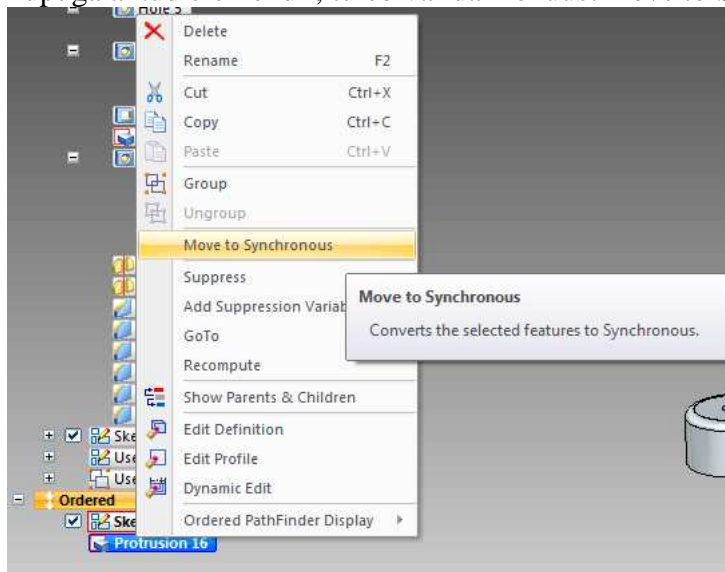 Hole 5
Delete
Rename F2
Cut Ctrl+X
Copy Ctrl+C
Paste Ctrl+V
Group
Ungroup
Move to Synchronous
Suppress
Add Suppression Variab
Move to Synchronous
Converts the selected features to Synchronous.
GoTo
Recompute
Show Parents & Children
Edit Definition
Edit Profile
Dynamic Edit
Ordered PathFinder Display
Ske
Use
Use
Ordered
Ske
Protrusion 16